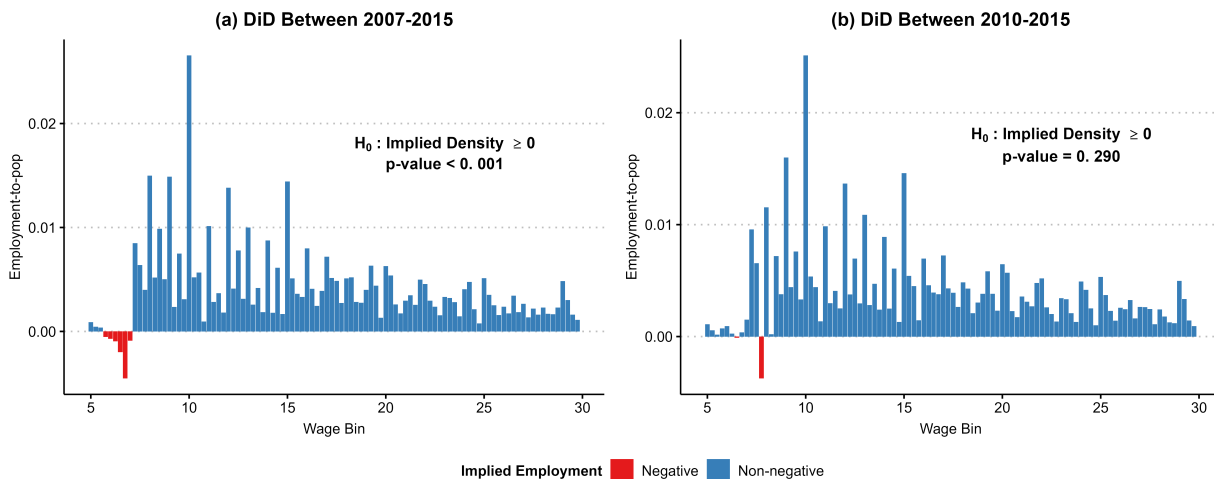 (a) DiD Between 2007-2015
Employment-to-pop
0.02
0.01
0.00
H₀ : Implied Density ≥ 0
p-value < 0. 001
5 10 15 20 25 30
Wage Bin
(b) DiD Between 2010-2015
Employment-to-pop
0.02
0.01
0.00
H₀ : Implied Density ≥ 0
p-value = 0. 290
5 10 15 20 25 30
Wage Bin
Implied Employment Negative Non-negative